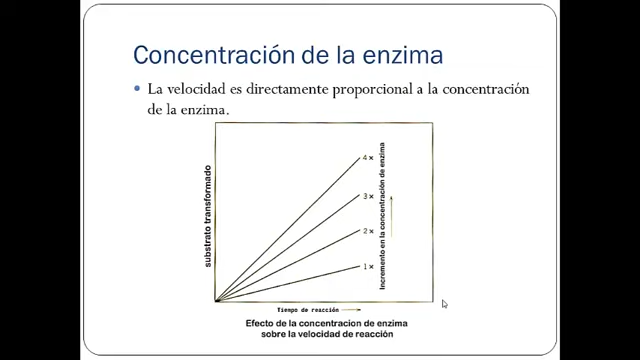 Concentración de la enzima
La velocidad es directamente proporcional a la concentración
de la enzima.
substrato transformado
4 x
3 x
2 x
1 x
Incremento en la concentración de enzima
Tiempo de reacción
Efecto de la concentracion de enzima
sobre la velocidad de reacción